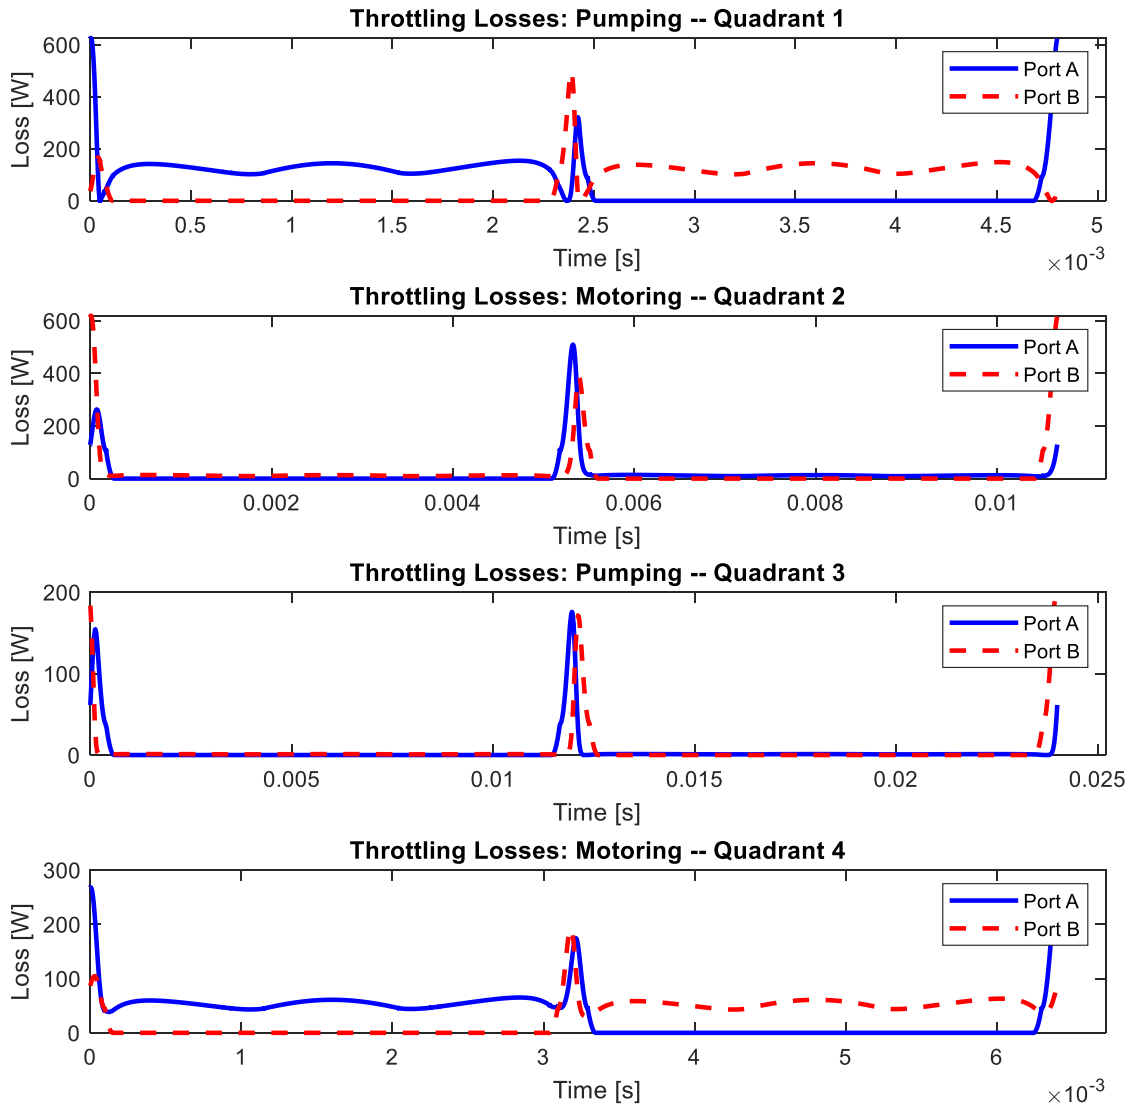 Throttling Losses: Pumping -- Quadrant 1
600
400
200
0
Loss [W]
Port A
Port B
0 0.5 1 1.5 2 2.5 3 3.5 4 4.5 5
Time [s]
×10-3
Throttling Losses: Motoring -- Quadrant 2
600
400
200
0
Loss [W]
Port A
Port B
0 0.002 0.004 0.006 0.008 0.01
Time [s]
Throttling Losses: Pumping -- Quadrant 3
200
100
0
Loss [W]
Port A
Port B
0 0.005 0.01 0.015 0.02 0.025
Time [s]
Throttling Losses: Motoring -- Quadrant 4
300
200
100
0
Loss [W]
Port A
Port B
0 1 2 3 4 5 6
Time [s]
×10-3